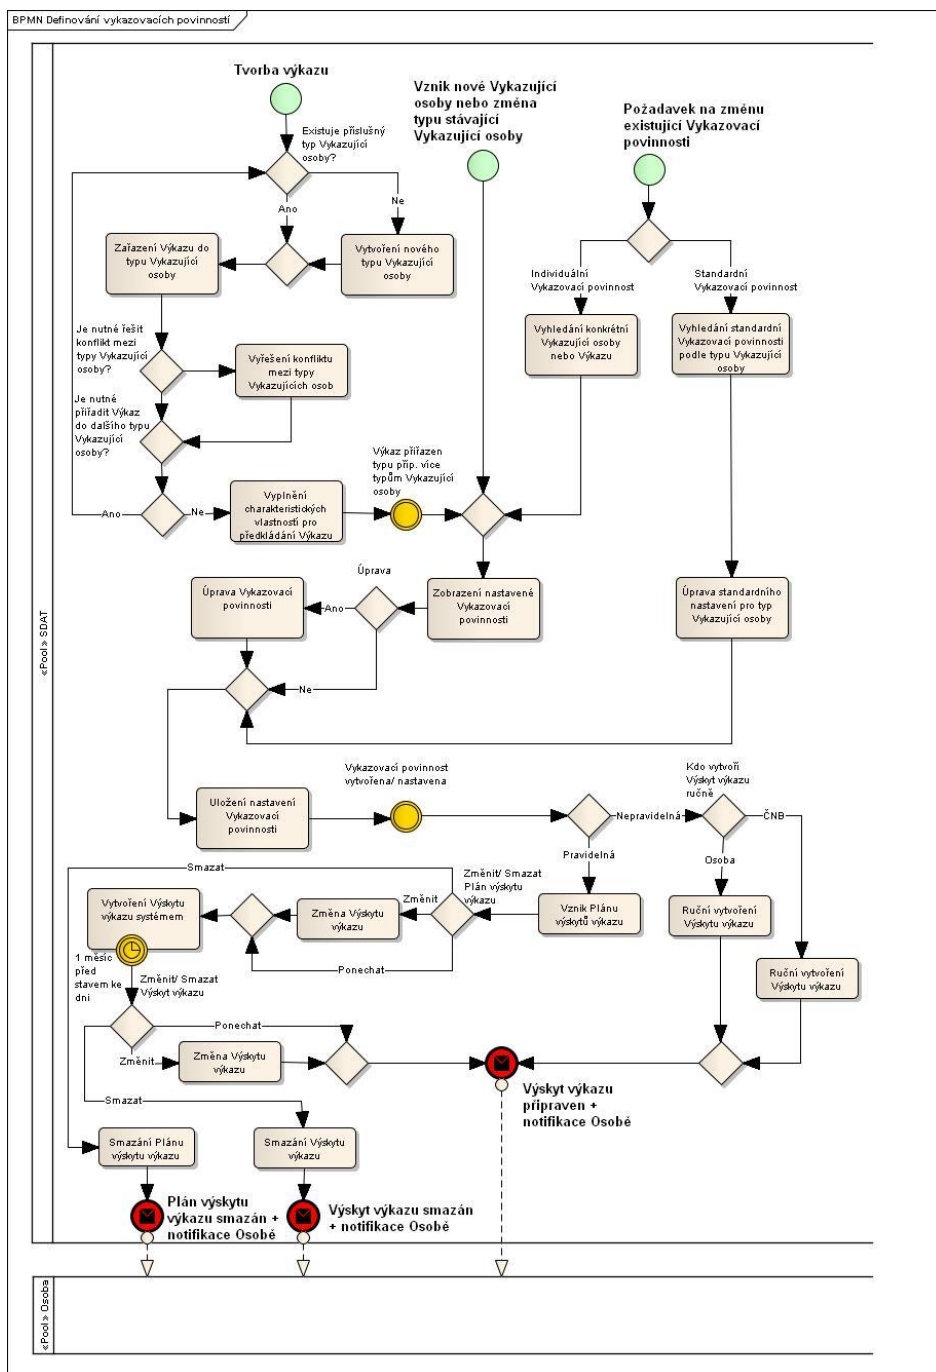 BPMN Definování vykazovacích povinností
Tvorba výkazu
Vznik nové Vykazující
osoby nebo změna
typu stávající
Vykazující osoby
Požadavek na změnu
existující Vykazovací
povinnosti
Existuje příslušný
typ Vykazující
osoby?
Ne
Ano
Zařazení Výkazu do
typu Vykazující
osoby
Vytvoření nového
typu Vykazující
osoby
Individuální
Vykazovací povinnost
Standardní
Vykazovací povinnost
Vyhledání konkrétní
Vykazující osoby
nebo Výkazu
Vyhledání standardní
Vykazovací povinnosti
podle typu Vykazující
osoby
Je nutné řešit
konflikt mezi
typy Vykazující
osoby?
Vyřešení konfliktu
mezi typy
Vykazujících osob
Je nutné
přiřadit Výkaz
do dalšího typu
Vykazující
osoby?
Výkaz přiřazen
typu příp. více
typům Vykazující
osoby
Ano
Ne
Vyplnění
charakteristických
vlastností pro
předkládání Výkazu
Úprava
Úprava Vykazovací
povinnosti
Ano
Zobrazení nastavené
Vykazovací
povinnosti
Úprava standardního
nastavení pro typ
Vykazující osoby
Ne
«Pool» SDAT
Vykazovací povinnost
vytvořena/ nastavena
Kdo vytvoří
Výskyt výkazu
ručně
Uložení nastavení
Vykazovací
povinnosti
Nepravidelná
ČNB
Pravidelná
Osoba
Smazat
Změnit/ Smazat
Plán výskytu
výkazu
Vytvoření Výskytu
výkazu systémem
Změna Výskytu
výkazu
Změnit
Vznik Plánu
výskytů výkazu
Ruční vytvoření
Výskytu výkazu
Ponechat
1 měsíc
před
stavem ke
dni
Změnit/ Smazat
Výskyt výkazu
Ruční vytvoření
Výskytu výkazu
Ponechat
Změnit
Změna Výskytu
výkazu
Smazat
Výskyt výkazu
připraven +
notifikace Osobě
Smazání Plánu
výskytu výkazu
Smazání Výskytu
výkazu
Plán výskytu
výkazu smazán +
notifikace Osobě
Výskyt výkazu smazán
+ notifikace Osobě
«Pool» Osoba